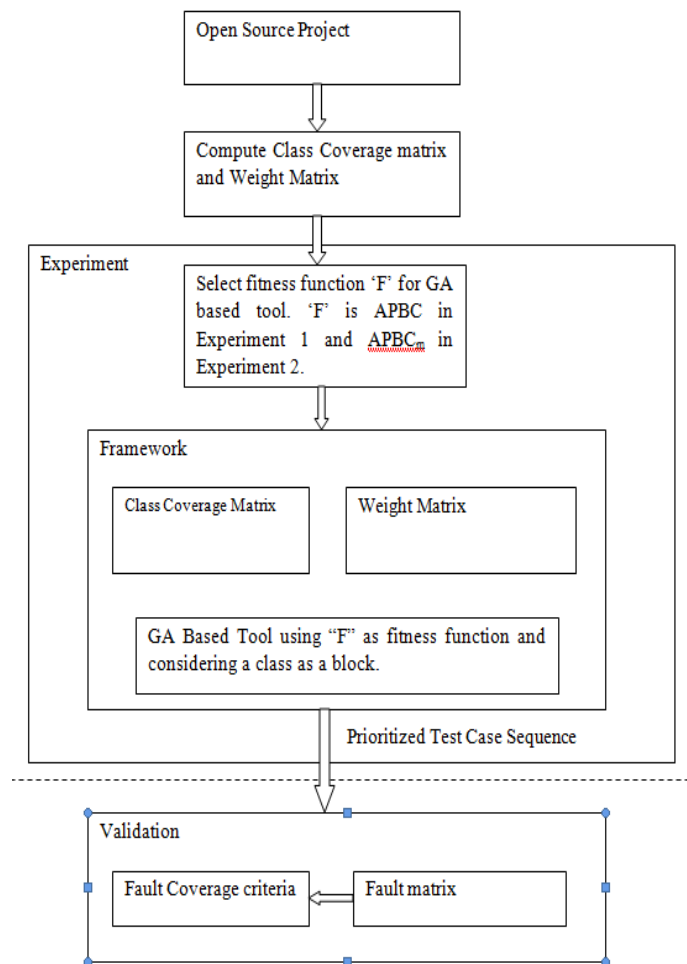 Open Source Project
Compute Class Coverage matrix
and Weight Matrix
Experiment
Select fitness function ‘F’ for GA
based tool. ‘F’ is APBC in
Experiment 1 and APBCm in
Experiment 2.
Framework
Class Coverage Matrix
Weight Matrix
GA Based Tool using “F” as fitness function and
considering a class as a block.
Prioritized Test Case Sequence
Validation
Fault Coverage criteria
Fault matrix